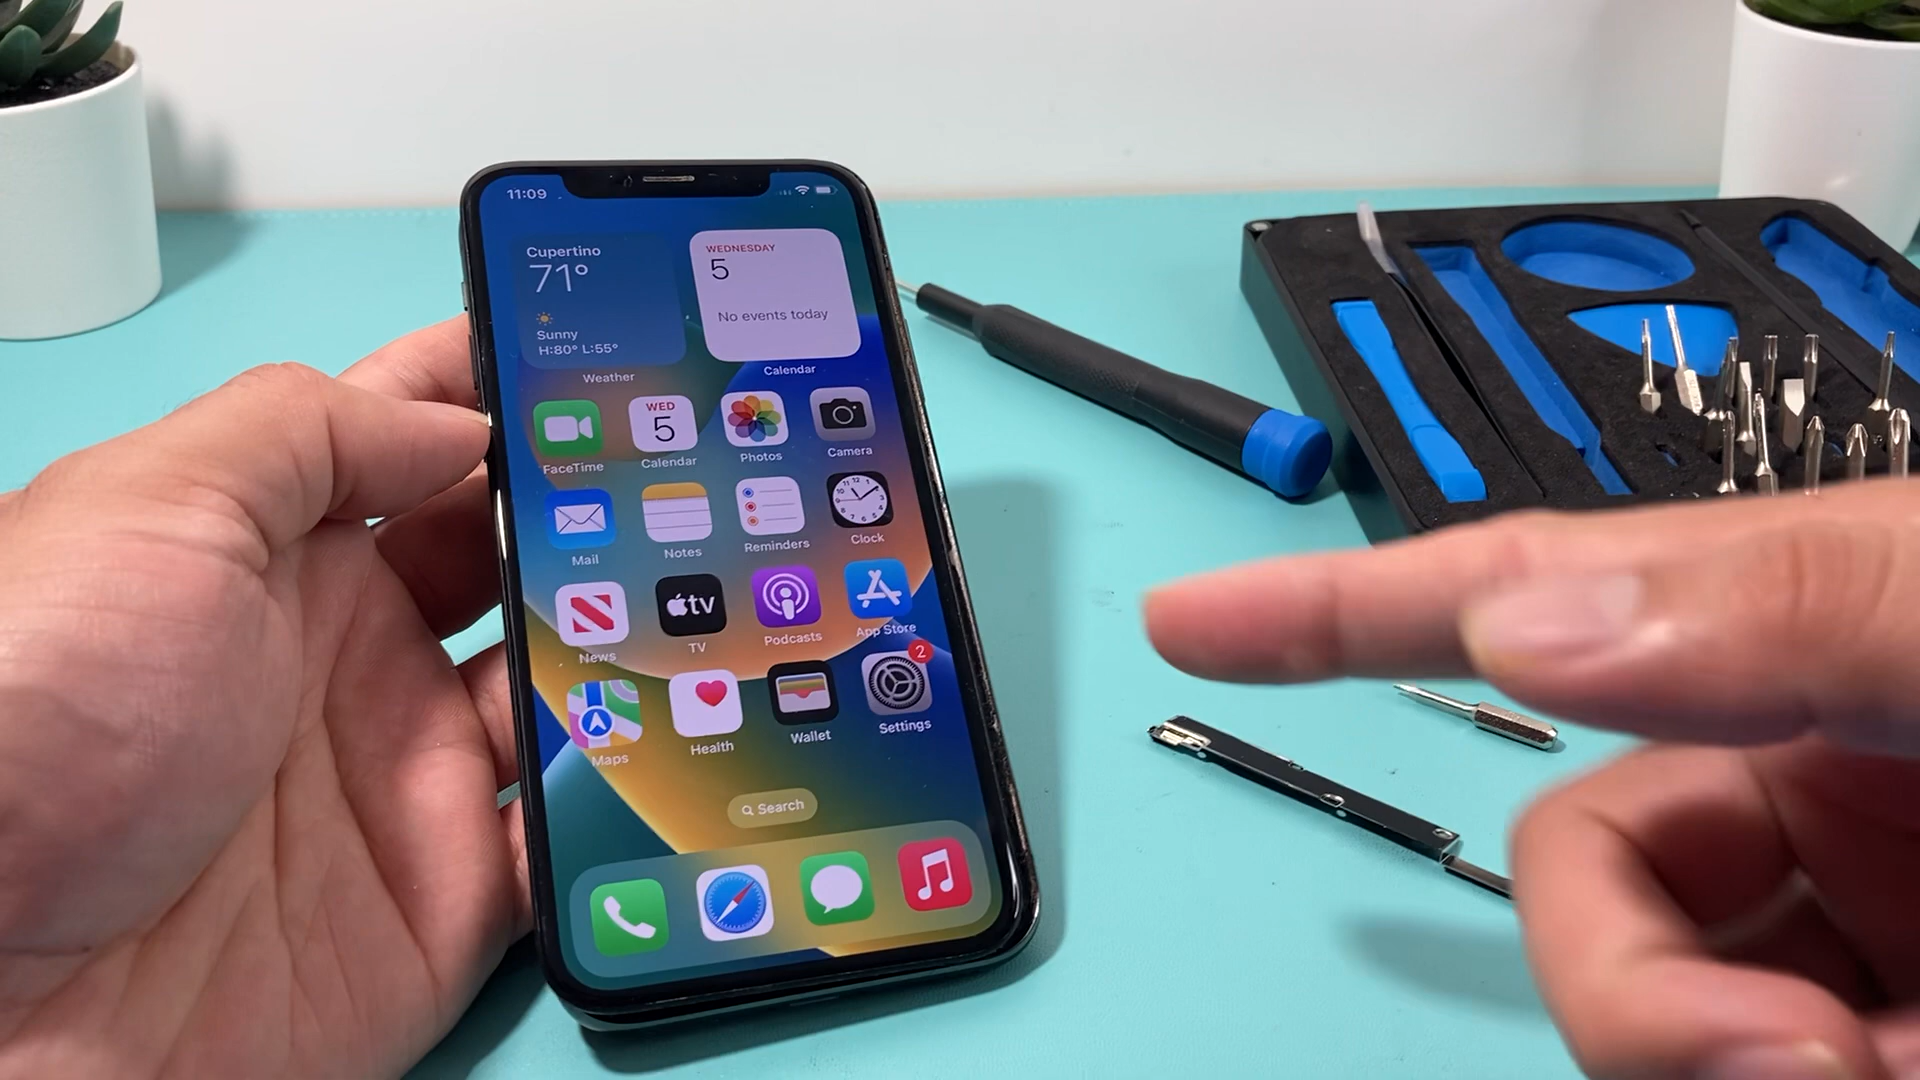 11:09
Cupertino
71°
Sunny
H:80° L:55°
Weather
WEDNESDAY
5
No events today
Calendar
FaceTime
WED
5
Calendar
Photos
Camera
Mail
Notes
Reminders
Clock
News
tv
TV
Podcasts
App Store
Maps
Health
Wallet
2
Settings
Search